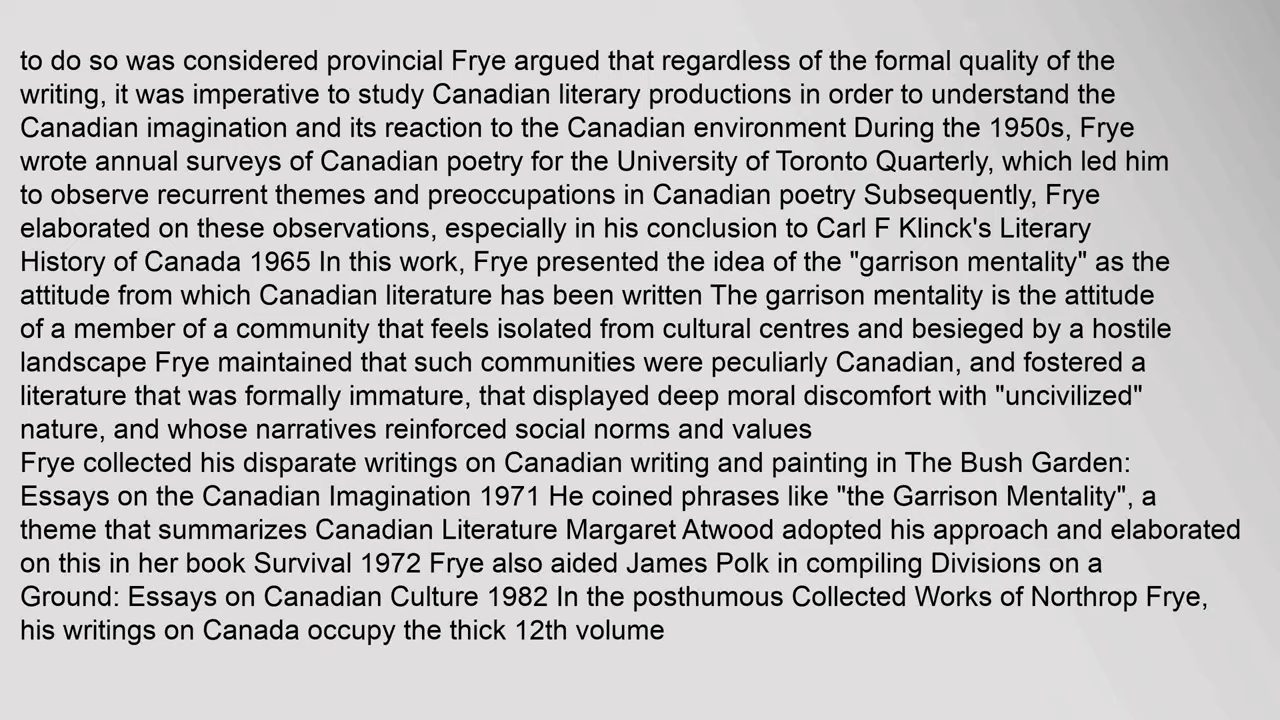 to do so was considered provincial Frye argued that regardless of the formal quality of the
writing, it was imperative to study Canadian literary productions in order to understand the
Canadian imagination and its reaction to the Canadian environment During the 1950s, Frye
wrote annual surveys of Canadian poetry for the University of Toronto Quarterly, which led him
to observe recurrent themes and preoccupations in Canadian poetry Subsequently, Frye
elaborated on these observations, especially in his conclusion to Carl F Klinck's Literary
History of Canada 1965 In this work, Frye presented the idea of the "garrison mentality" as the
attitude from which Canadian literature has been written The garrison mentality is the attitude
of a member of a community that feels isolated from cultural centres and besieged by a hostile
landscape Frye maintained that such communities were peculiarly Canadian, and fostered a
literature that was formally immature, that displayed deep moral discomfort with "uncivilized"
nature, and whose narratives reinforced social norms and values
Frye collected his disparate writings on Canadian writing and painting in The Bush Garden:
Essays on the Canadian Imagination 1971 He coined phrases like "the Garrison Mentality", a
theme that summarizes Canadian Literature Margaret Atwood adopted his approach and elaborated
on this in her book Survival 1972 Frye also aided James Polk in compiling Divisions on a
Ground: Essays on Canadian Culture 1982 In the posthumous Collected Works of Northrop Frye,
his writings on Canada occupy the thick 12th volume